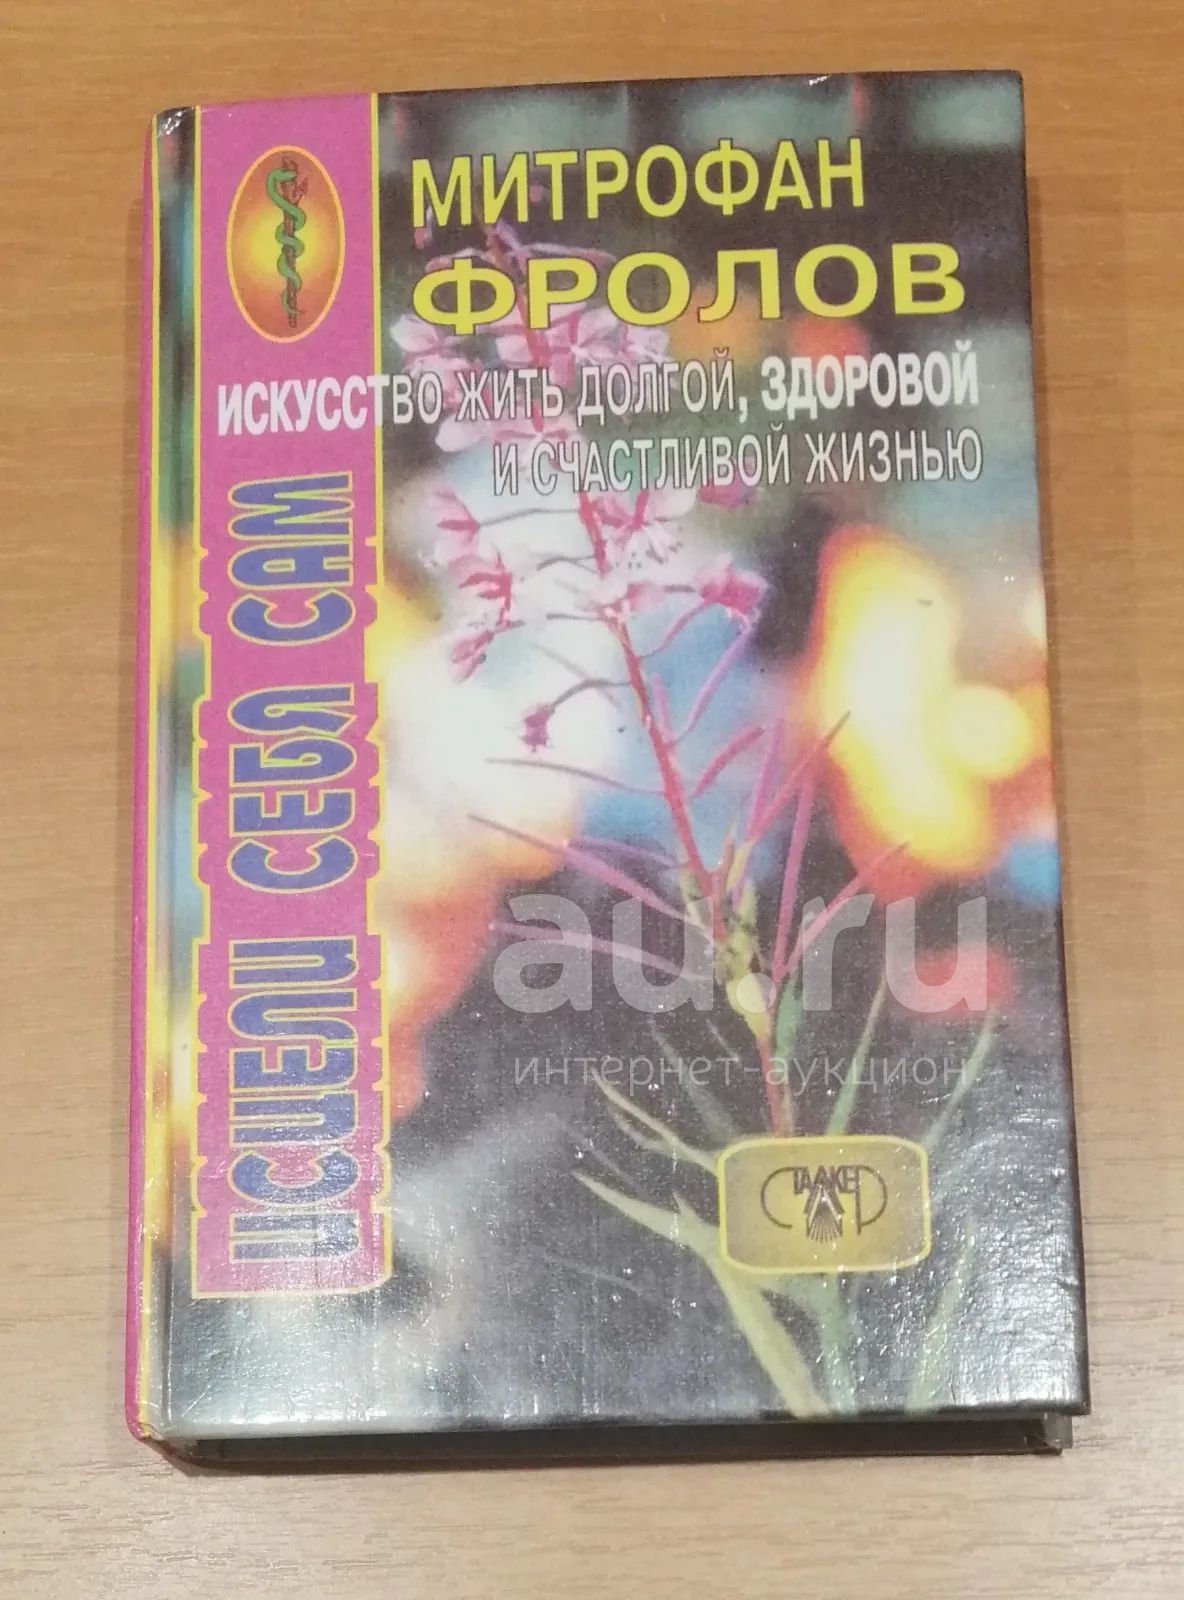 МИТРОФАН
ФРОЛОВ
ИСКУССТВО ЖИТЬ ДОЛГОЙ, ЗДОРОВОЙ
И СЧАСТЛИВОЙ ЖИЗНЬЮ
ИСЦЕЛИ СЕБЯ САМ
au.ru
интернет-аукцион
СТАЛКЕР